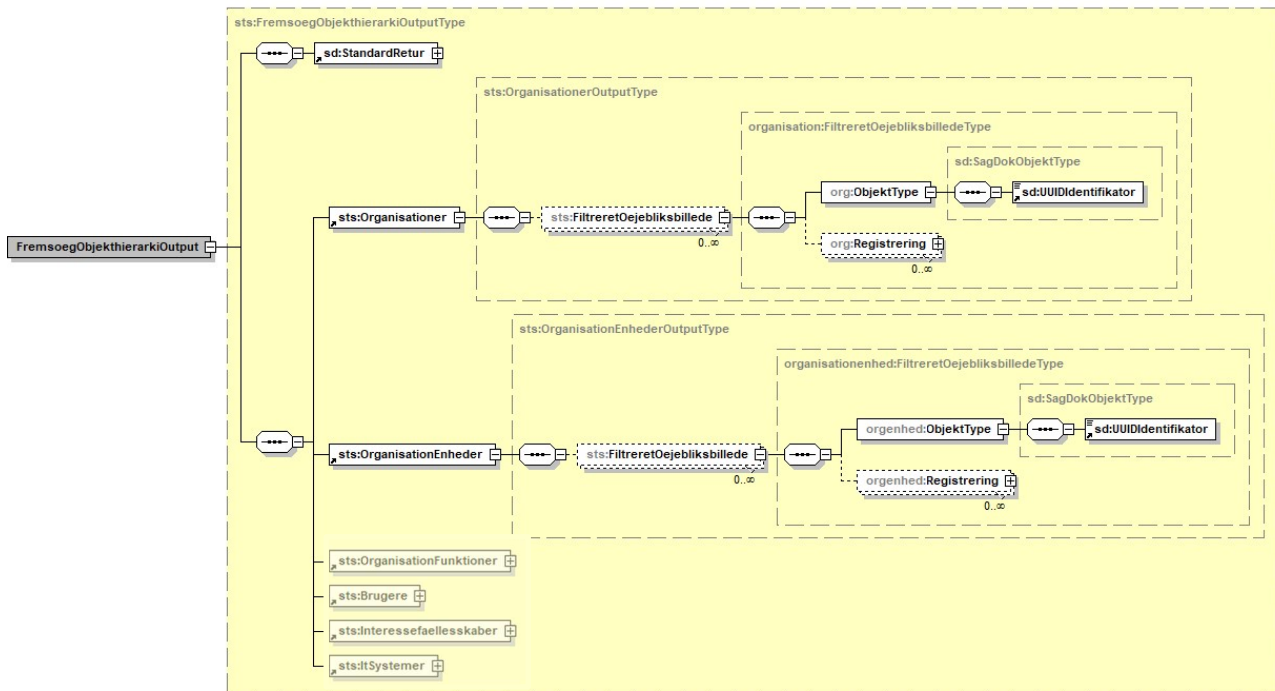 sts:FremsoegObjekthierarkiOutputType
sd:StandardRetur
sts:OrganisationerOutputType
organisation:FiltreretOejebliksbilledeType
sd:SagDokObjektType
org:ObjektType
sd:UUIDIdentifikator
sts:Organisationer
sts:FiltreretOejebliksbillede
0..∞
org:Registrering
0..∞
FremsoegObjekthierarkiOutput
sts:OrganisationEnhederOutputType
organisationenhed:FiltreretOejebliksbilledeType
sd:SagDokObjektType
orgenhed:ObjektType
sd:UUIDIdentifikator
sts:OrganisationEnheder
sts:FiltreretOejebliksbillede
0..∞
orgenhed:Registrering
0..∞
sts:OrganisationFunktioner
sts:Brugere
sts:Interessefaellesskaber
sts:ItSystemer